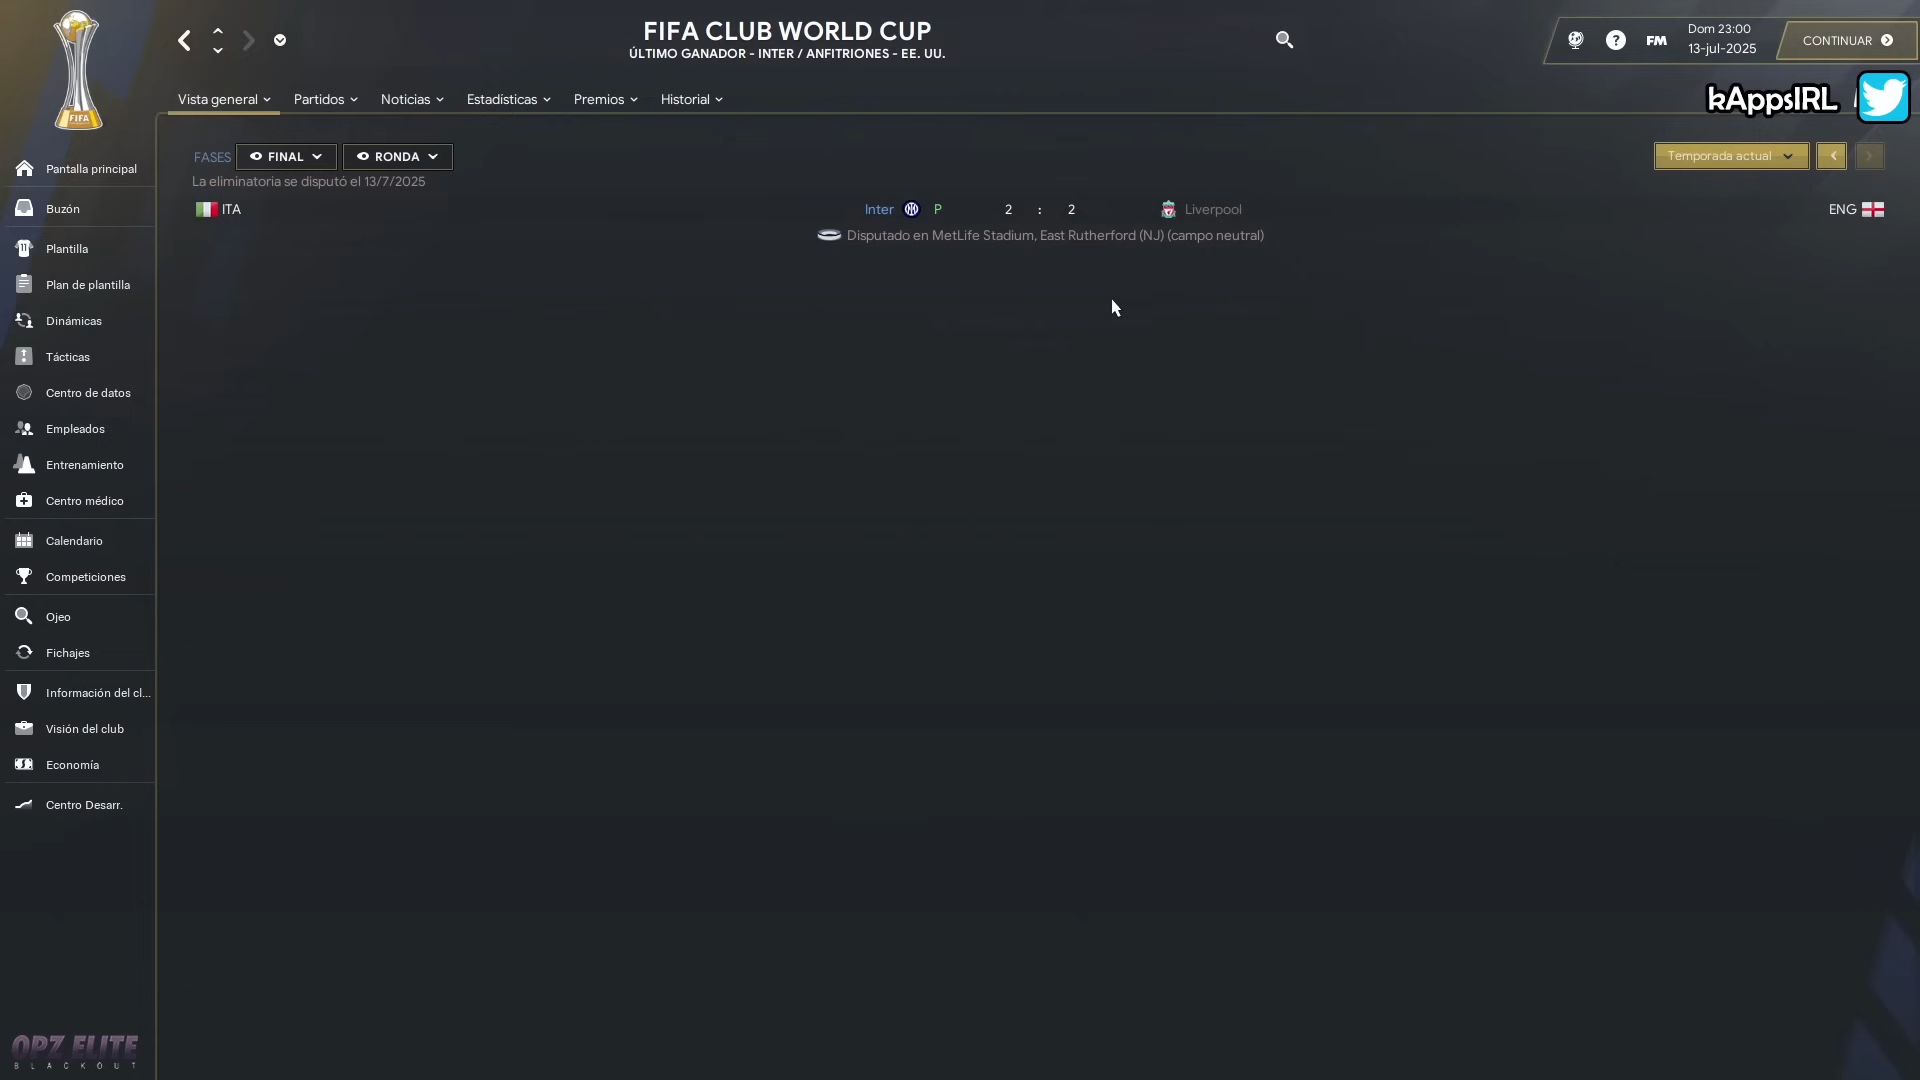 FIFA CLUB WORLD CUP
ÚLTIMO GANADOR - INTER / ANFITRIONES - EE. UU.
FM
Dom 23:00
13-jul-2025
CONTINUAR
FIFA
Vista general
Partidos
Noticias
Estadísticas
Premios
Historial
kAppsIRL
FASES
FINAL
RONDA
Temporada actual
La eliminatoria se disputó el 13/7/2025
ITA
Inter
P
2 : 2
Liverpool
ENG
Disputado en MetLife Stadium, East Rutherford (NJ) (campo neutral)
Pantalla principal
Buzón
Plantilla
Plan de plantilla
Dinámicas
Tácticas
Centro de datos
Empleados
Entrenamiento
Centro médico
Calendario
Competiciones
Ojeo
Fichajes
Información del cl...
Visión del club
Economía
Centro Desarr.
OPZ ELITE
BLACKOUT